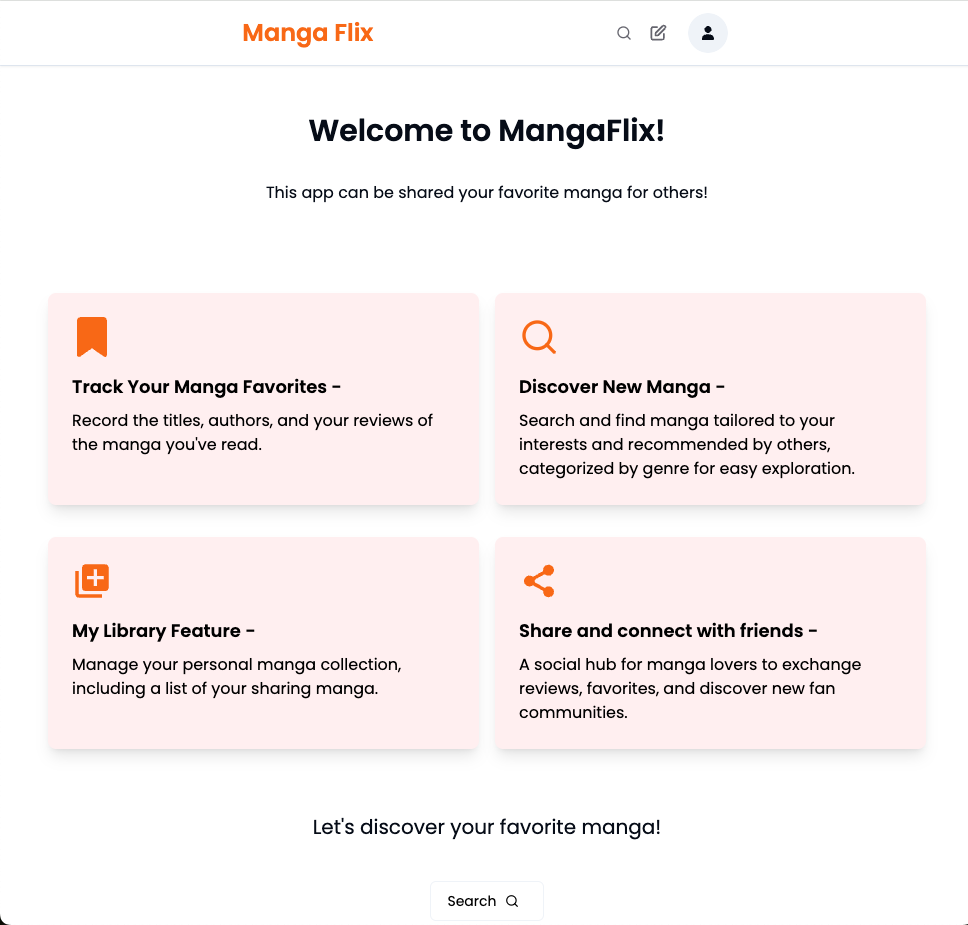 Manga Flix
Welcome to MangaFlix!
This app can be shared your favorite manga for others!
Track Your Manga Favorites -
Record the titles, authors, and your reviews of
the manga you've read.
Discover New Manga -
Search and find manga tailored to your
interests and recommended by others,
categorized by genre for easy exploration.
My Library Feature -
Manage your personal manga collection,
including a list of your sharing manga.
Share and connect with friends -
A social hub for manga lovers to exchange
reviews, favorites, and discover new fan
communities.
Let's discover your favorite manga!
Search